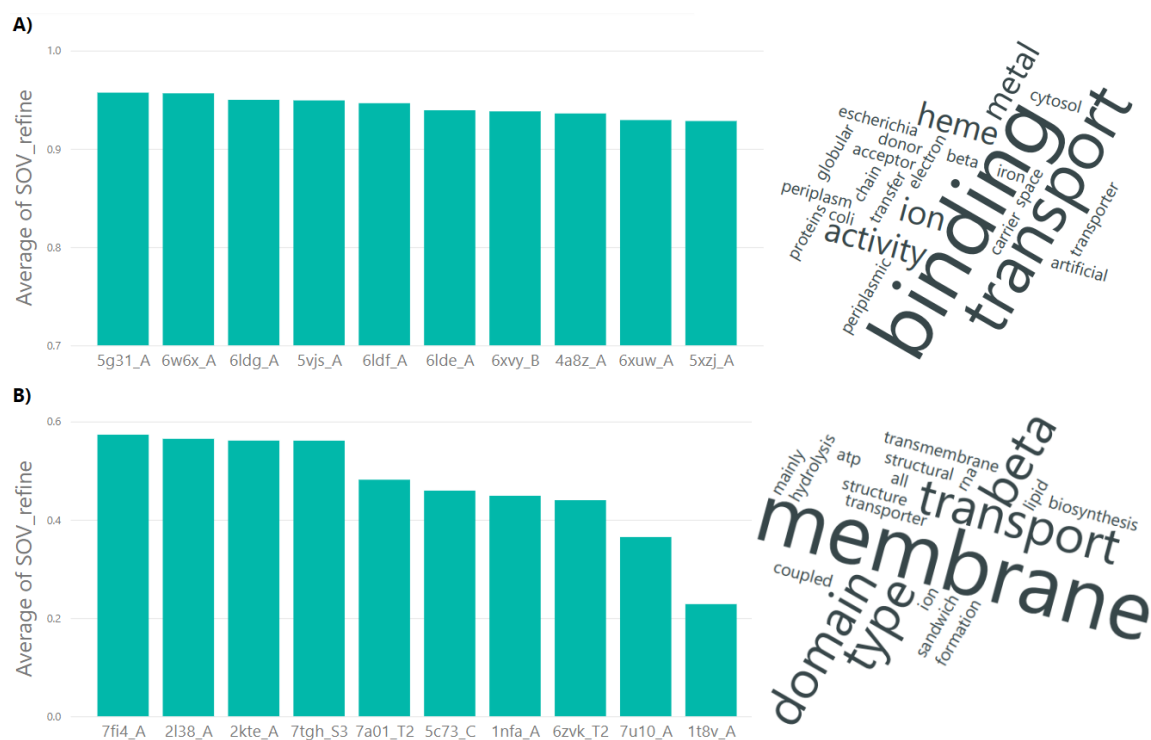 A)
Average of SOV_refine
1.0
0.9
0.8
0.7
5g31_A 6w6x_A 6ldg_A 5vjs_A 6ldf_A 6lde_A 6xvy_B 4a8z_A 6xuw_A 5xzj_A
metal
cytosol
escherichia
heme
transport
binding
globular
donor
acceptor
electron
beta
iron
space
chain
transfer
periplasm
ion
carrier
transporter
proteins
coli
activity
artificial
periplasmic
B)
Average of SOV_refine
0.6
0.4
0.2
0.0
7fi4_A 2l38_A 2kte_A 7tgh_S3 7a01_T2 5c73_C 1nfa_A 6zvk_T2 7u10_A 1t8v_A
beta
transmembrane
mainly
hydrolysis
atp
structural
rna
all
lipid
structure
transport
biosynthesis
transporter
membrane
coupled
domain
type
ion
sandwich
formation